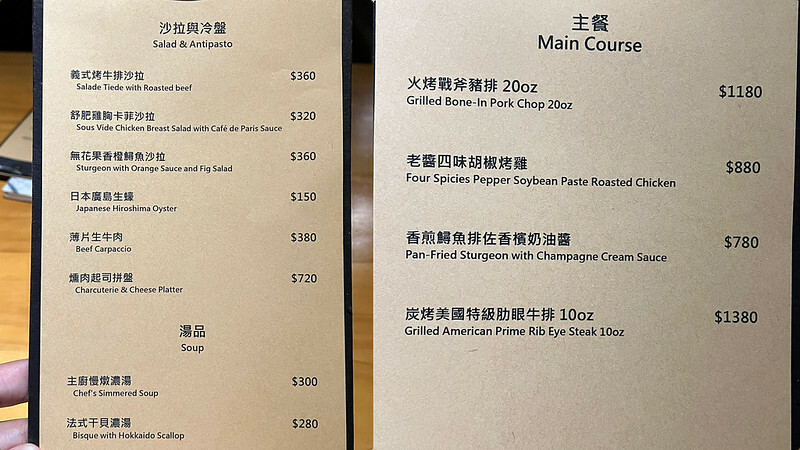 沙拉與冷盤
Salad & Antipasto
義式烤牛排沙拉 $360
Salade Tiede with Roasted beef
舒肥雞胸卡菲沙拉 $320
Sous Vide Chicken Breast Salad with Café de Paris Sauce
無花果香橙鱘魚沙拉 $360
Sturgeon with Orange Sauce and Fig Salad
日本廣島生蠔 $150
Japanese Hiroshima Oyster
薄片生牛肉 $380
Beef Carpaccio
燻肉起司拼盤 $720
Charcuterie & Cheese Platter
湯品
Soup
主廚慢燉濃湯 $300
Chef's Simmered Soup
法式干貝濃湯 $280
Bisque with Hokkaido Scallop
主餐
Main Course
火烤戰斧豬排 20oz $1180
Grilled Bone-In Pork Chop 20oz
老醬四味胡椒烤雞 $880
Four Spicies Pepper Soybean Paste Roasted Chicken
香煎鱘魚排佐香檳奶油醬 $780
Pan-Fried Sturgeon with Champagne Cream Sauce
炭烤美國特級肋眼牛排 10oz $1380
Grilled American Prime Rib Eye Steak 10oz